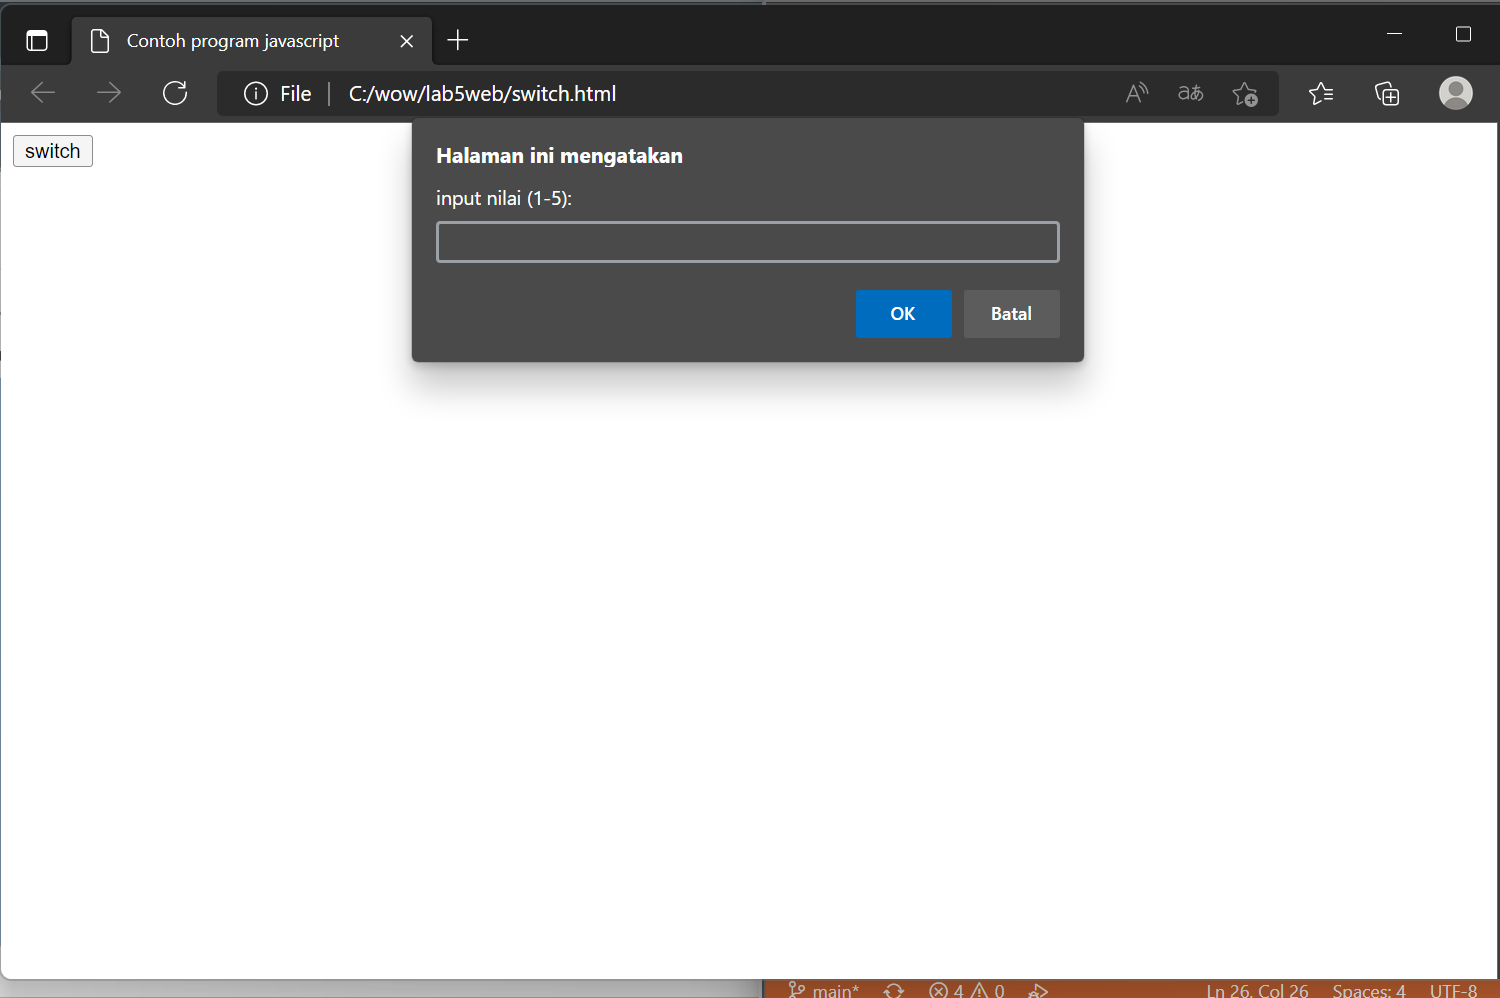 Contoh program javascript
File C:/wow/lab5web/switch.html
switch
Halaman ini mengatakan
input nilai (1-5):
OK Batal
main* 4 0 Ln 26, Col 26 Spaces: 4 UTF-8